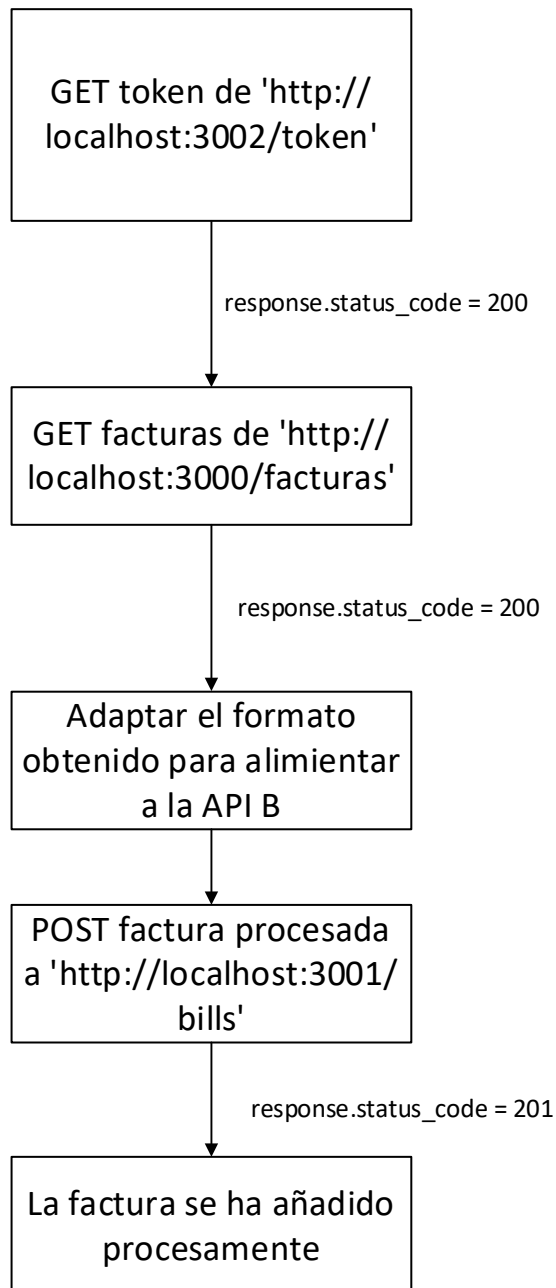 GET token de 'http://
localhost:3002/token'
response.status_code = 200
GET facturas de 'http://
localhost:3000/facturas'
response.status_code = 200
Adaptar el formato
obtenido para alimientar
a la API B
POST factura procesada
a 'http://localhost:3001/
bills'
response.status_code = 201
La factura se ha añadido
procesamente